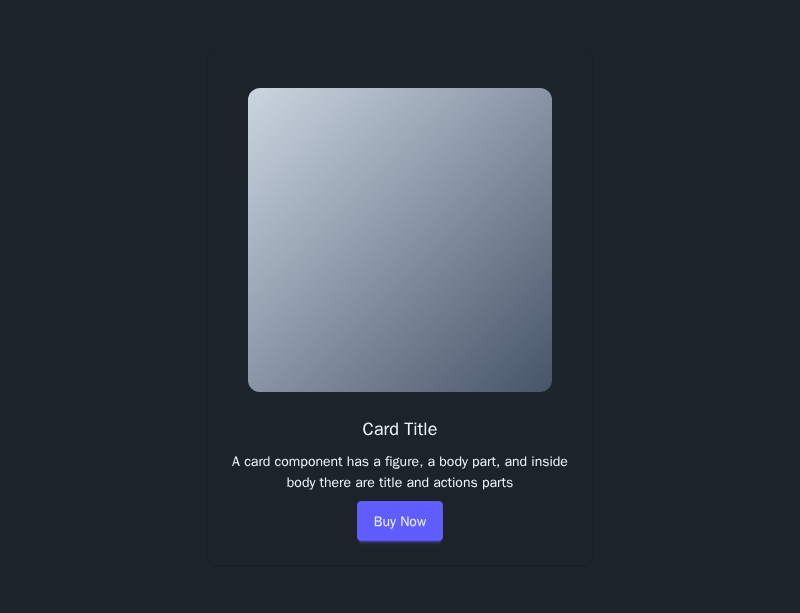 Card Title
A card component has a figure, a body part, and inside
body there are title and actions parts
Buy Now